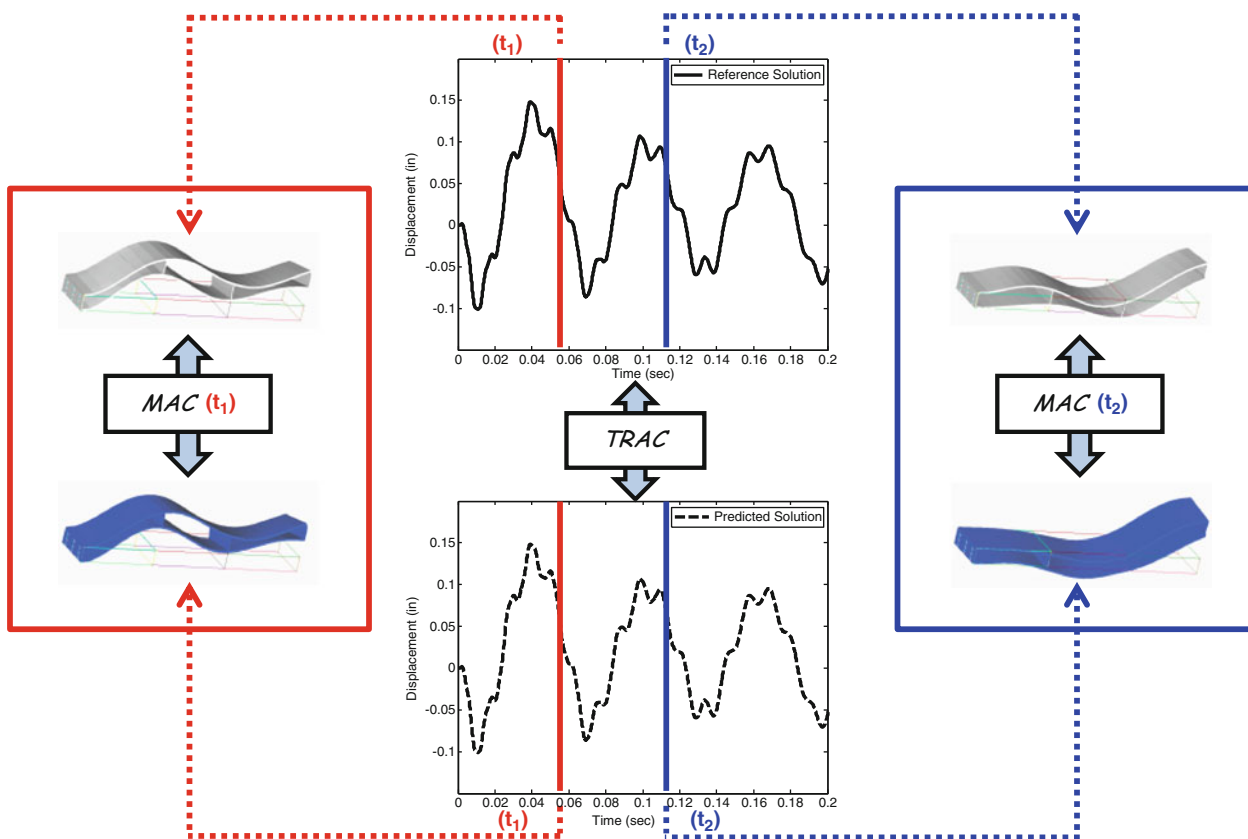 (t₁)
(t₂)
Reference Solution
0.15
0.1
0.05
0
-0.05
-0.1
Displacement (in)
0 0.02 0.04 0.06 0.08 0.1 0.12 0.14 0.16 0.18 0.2
Time (sec)
MAC (t₁)
TRAC
MAC (t₂)
Predicted Solution
0.15
0.1
0.05
0
-0.05
-0.1
Displacement (in)
0 0.02 0.04 0.06 0.08 0.1 0.12 0.14 0.16 0.18 0.2
Time (sec)
(t₁)
(t₂)